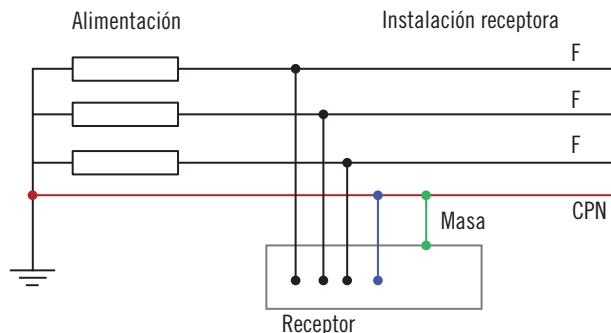 Alimentación
Instalación receptora
F
F
F
CPN
Masa
Receptor